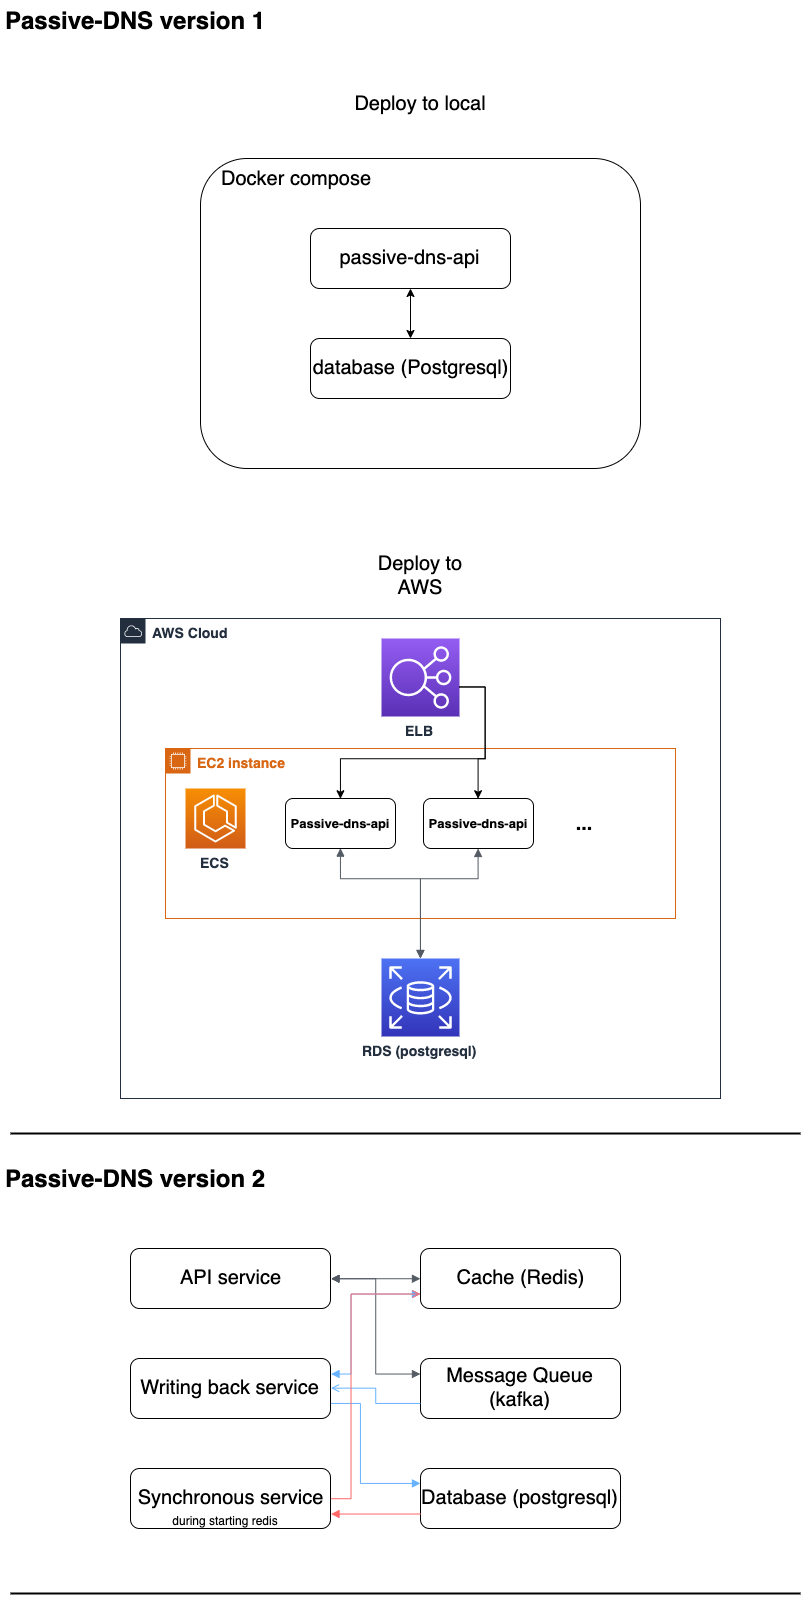 Passive-DNS version 1
Deploy to local
Docker compose
passive-dns-api
database (Postgresql)
Deploy to
AWS
AWS Cloud
ELB
EC2 instance
ECS
Passive-dns-api
Passive-dns-api
...
RDS (postgresql)
Passive-DNS version 2
API service
Cache (Redis)
Writing back service
Message Queue
(kafka)
Synchronous service
during starting redis
Database (postgresql)